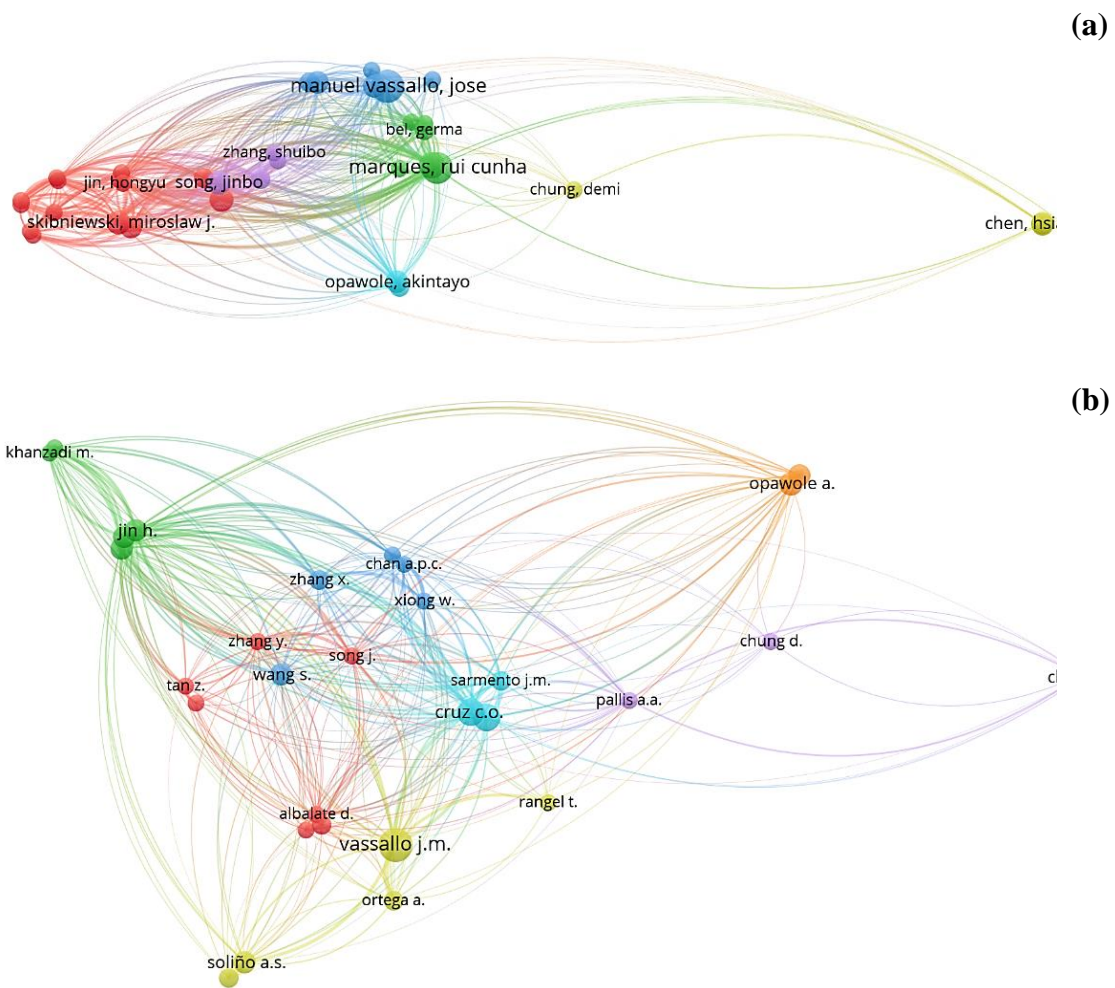 (a)
manuel vassallo, jose
bel, germa
zhang, shuibo
marques, rui cunha
jin, hongyu
song, jinbo
chung, demi
skibniewski, miroslaw j.
chen, hsi
opawole, akintayo
(b)
khanzadi m.
opawole a.
jin h.
chan a.p.c.
zhang x.
xiong w.
zhang y.
song j.
chung d.
wang s.
sarmento j.m.
tan z.
pallis a.a.
cruz c.o.
rangel t.
albalate d.
vassallo j.m.
ortega a.
soliño a.s.